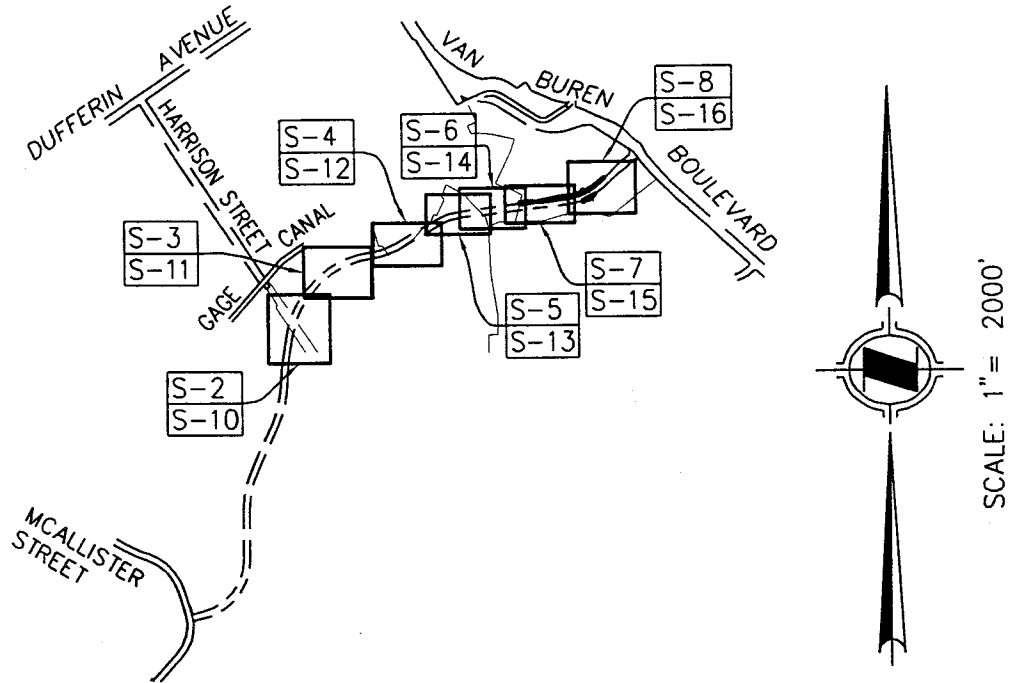 DUFFERIN AVENUE
HARRISON STREET
GAGE CANAL
VAN BUREN BOULEVARD
S-8
S-16
S-6
S-14
S-4
S-12
S-3
S-11
S-7
S-15
S-5
S-13
S-2
S-10
MCALLISTER
STREET
SCALE: 1"= 2000'